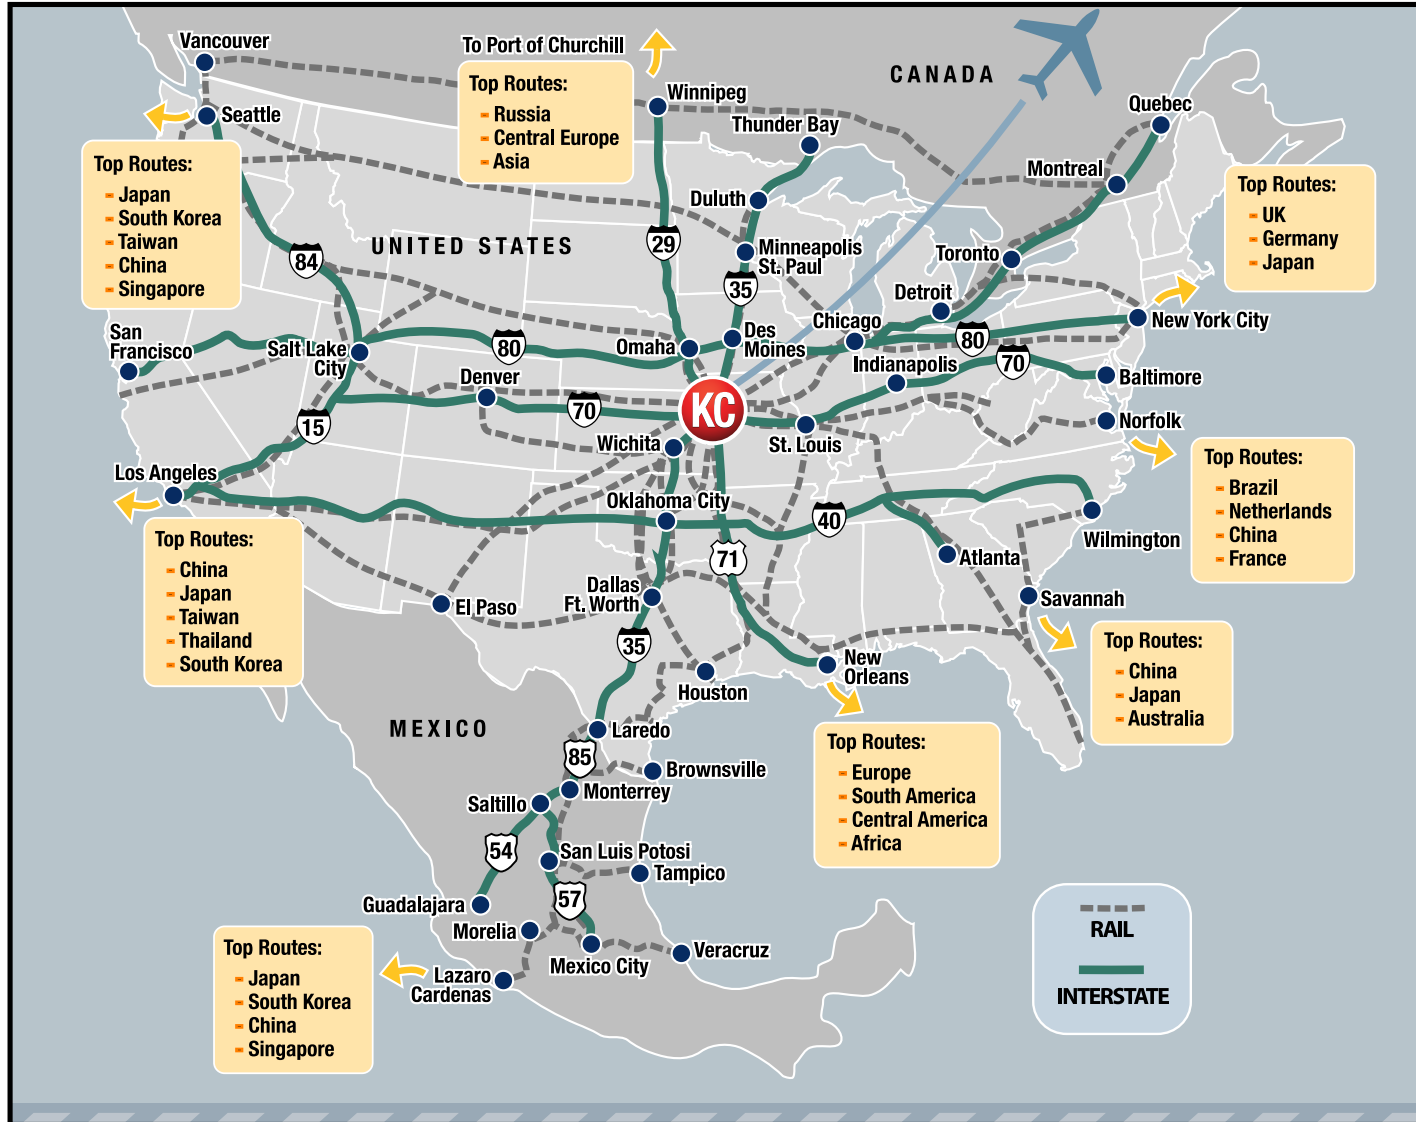 Vancouver
To Port of Churchill
CANADA
Top Routes:
- Russia
- Central Europe
- Asia
Winnipeg
Thunder Bay
Quebec
Seattle
Top Routes:
- Japan
- South Korea
- Taiwan
- China
- Singapore
Montreal
Top Routes:
- UK
- Germany
- Japan
Duluth
UNITED STATES
29
Minneapolis
St. Paul
Toronto
84
35
Detroit
San
Francisco
Salt Lake
City
80
Omaha
Des
Moines
Chicago
80
New York City
Denver
Indianapolis
70
Baltimore
15
70
KC
St. Louis
Norfolk
Wichita
Los Angeles
Oklahoma City
40
Wilmington
Top Routes:
- Brazil
- Netherlands
- China
- France
Top Routes:
- China
- Japan
- Taiwan
- Thailand
- South Korea
71
Atlanta
El Paso
Dallas
Ft. Worth
Savannah
35
Houston
New
Orleans
Top Routes:
- China
- Japan
- Australia
MEXICO
Laredo
85
Brownsville
Top Routes:
- Europe
- South America
- Central America
- Africa
Saltillo
Monterrey
54
San Luis Potosi
Tampico
57
Guadalajara
Morelia
Mexico City
Veracruz
Lazaro
Cardenas
Top Routes:
- Japan
- South Korea
- China
- Singapore
RAIL
INTERSTATE